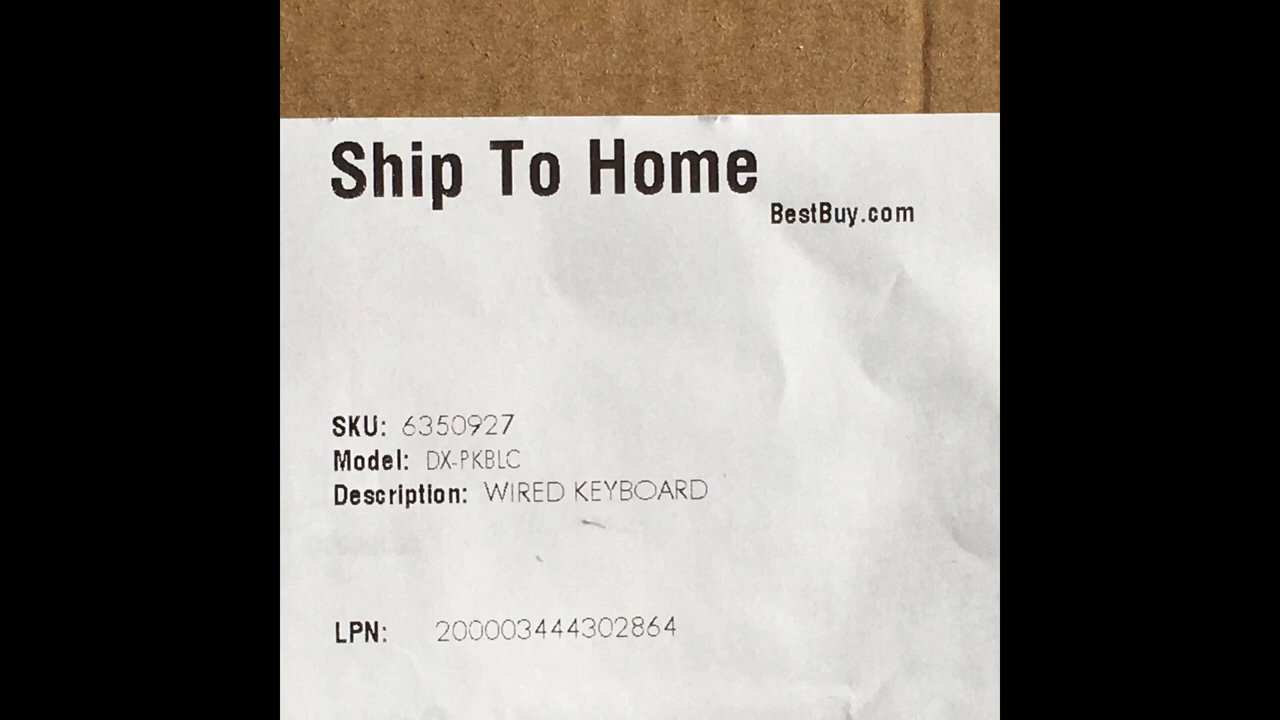 Ship To Home
BestBuy.com
SKU: 6350927
Model: DX-PKBLC
Description: WIRED KEYBOARD
LPN: 200003444302864